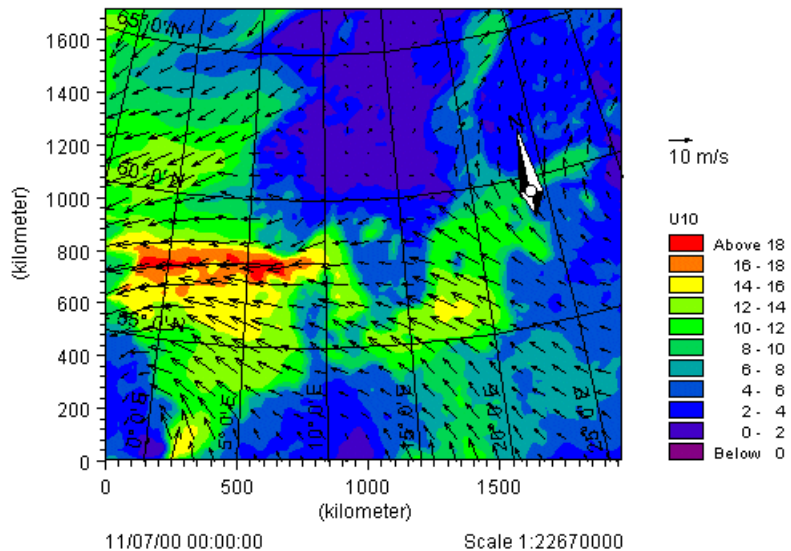 1600
1400
1200
1000
800
600
400
200
0
(kilometer)
65° 0'N
60° 0'N
55° 0'N
0° 0'E
5° 0'E
10° 0'E
15° 0'E
20° 0'E
25° 0'E
N
0 500 1000 1500
(kilometer)
11/07/00 00:00:00 Scale 1:22670000
10 m/s
U10
Above 18
16 - 18
14 - 16
12 - 14
10 - 12
8 - 10
6 - 8
4 - 6
2 - 4
0 - 2
Below 0